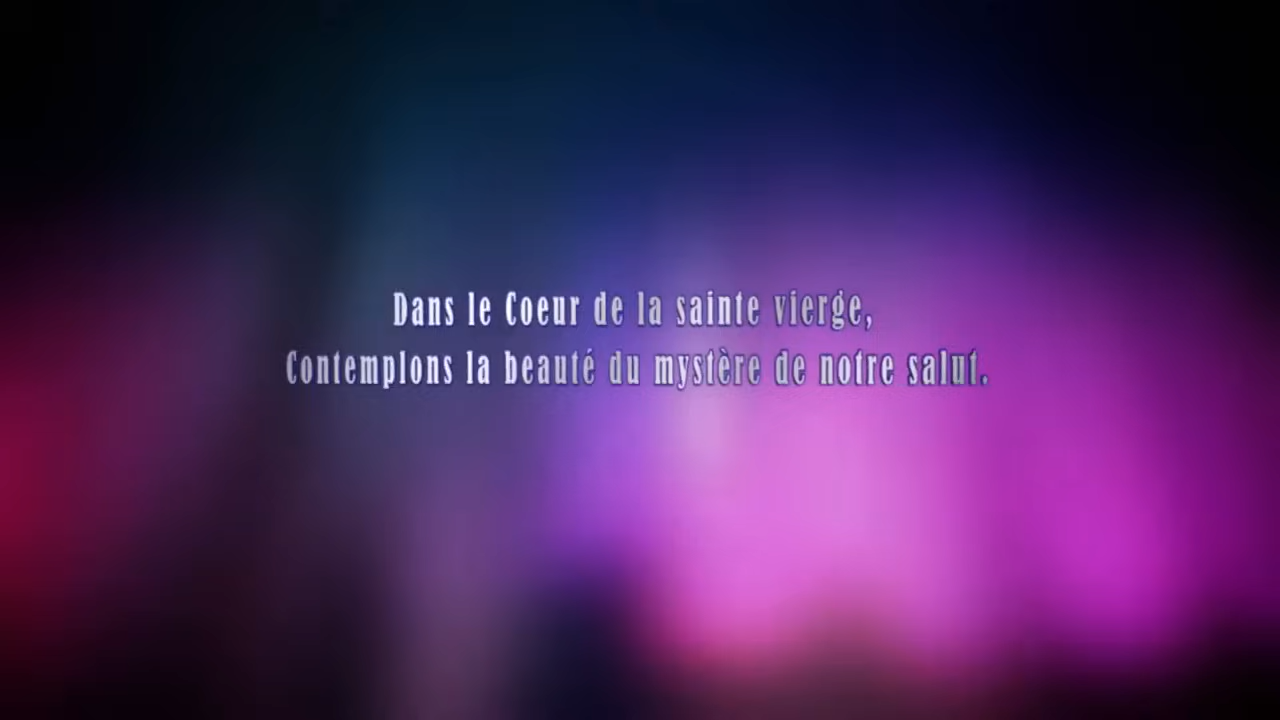 Dans le Coeur de la sainte vierge,
Contemplons la beauté du mystère de notre salut.